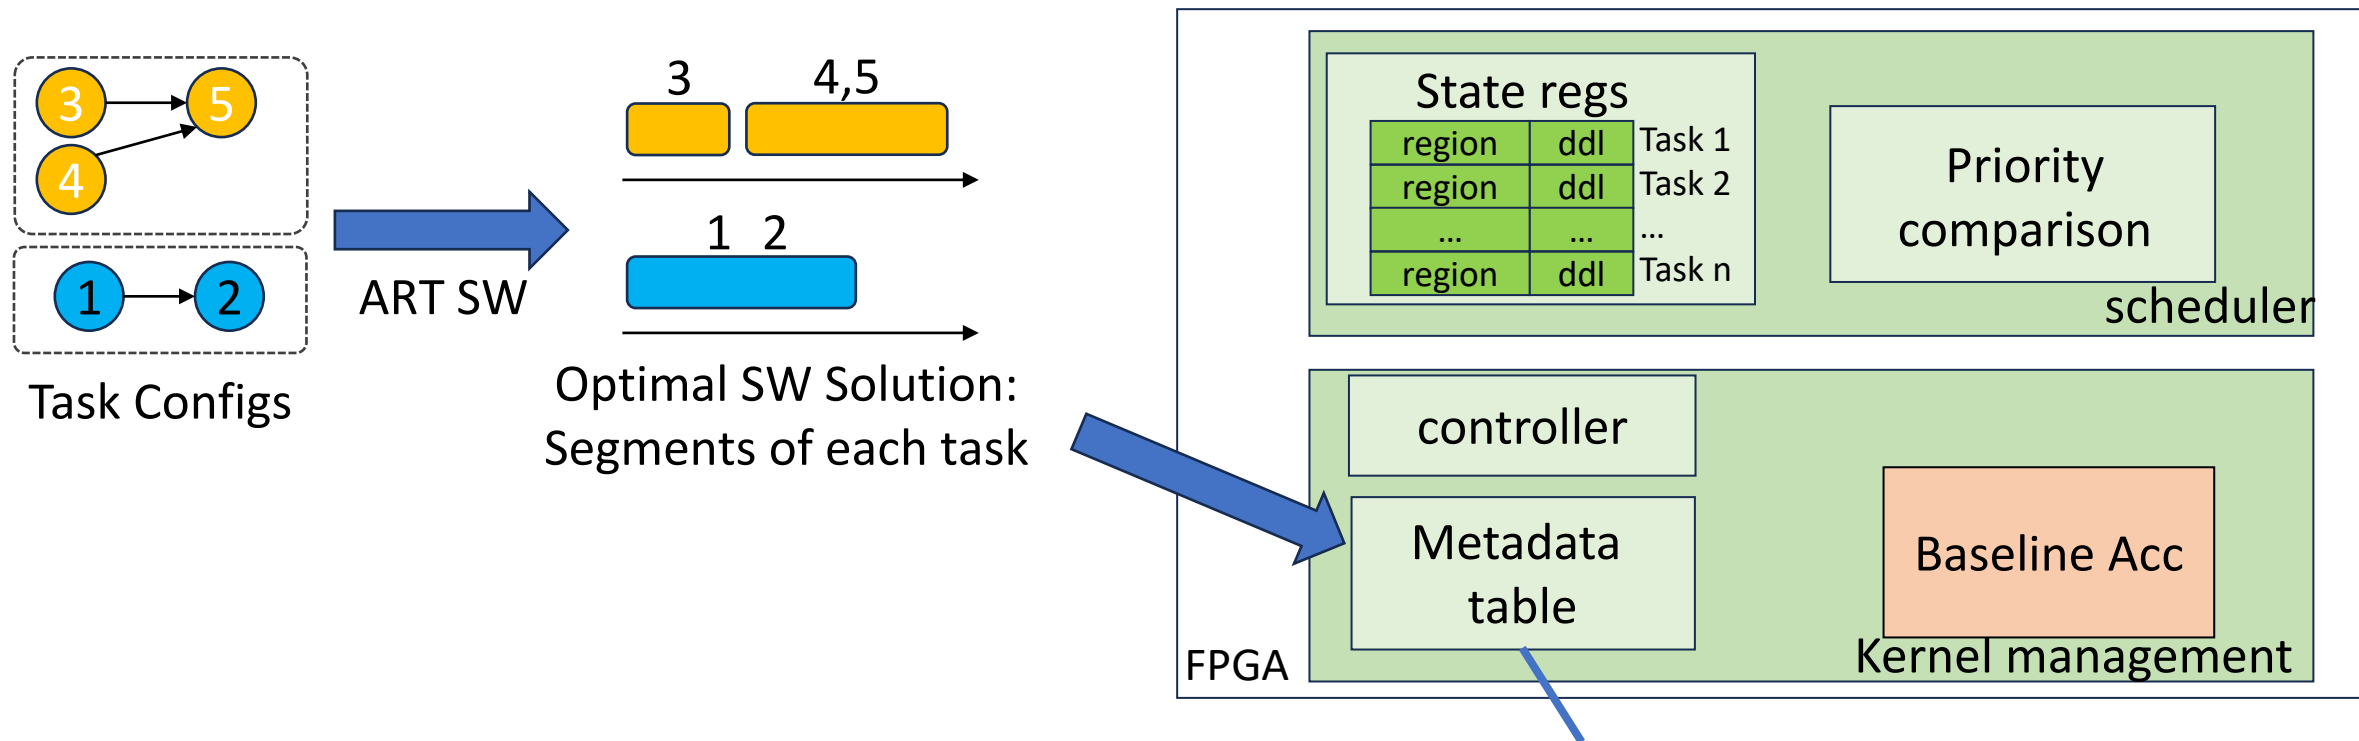 3
5
4
1
2
Task Configs
ART SW
3
4,5
1 2
Optimal SW Solution:
Segments of each task
State regs
region ddl Task 1
region ddl Task 2
... ... ...
region ddl Task n
Priority
comparison
scheduler
controller
Metadata
table
Baseline Acc
Kernel management
FPGA